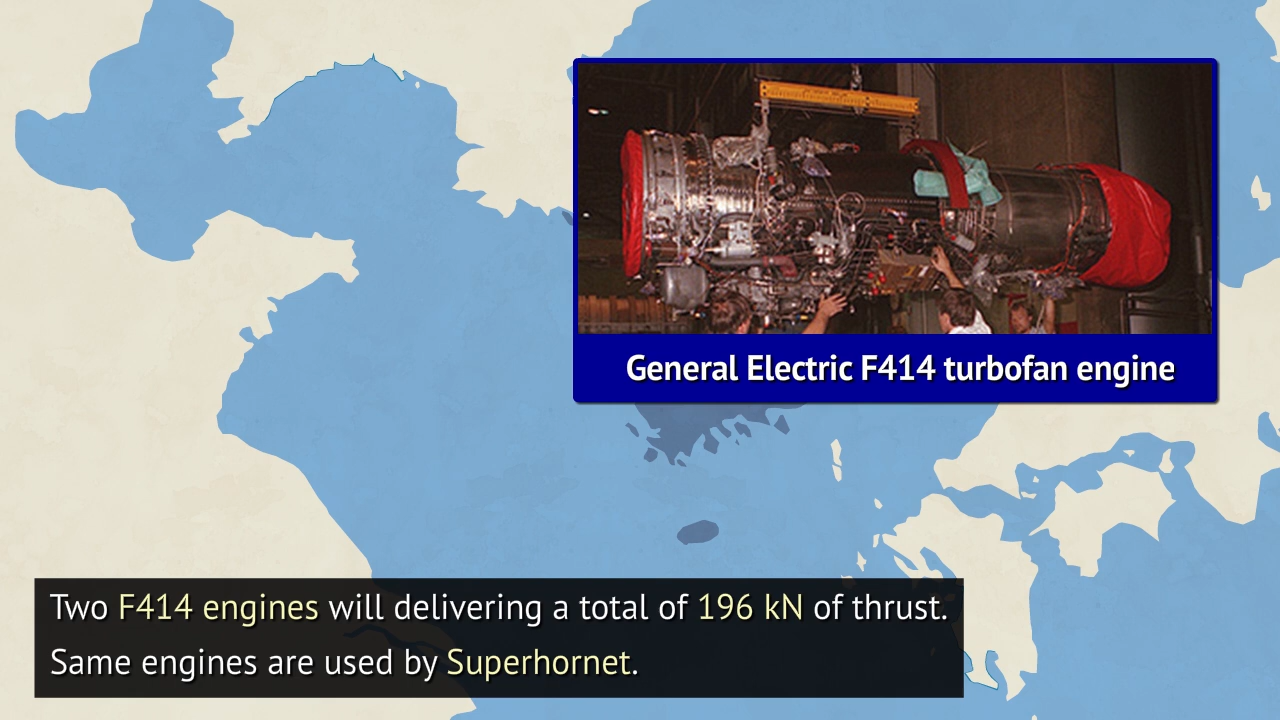 General Electric F414 turbofan engine
Two F414 engines will delivering a total of 196 kN of thrust.
Same engines are used by Superhornet.